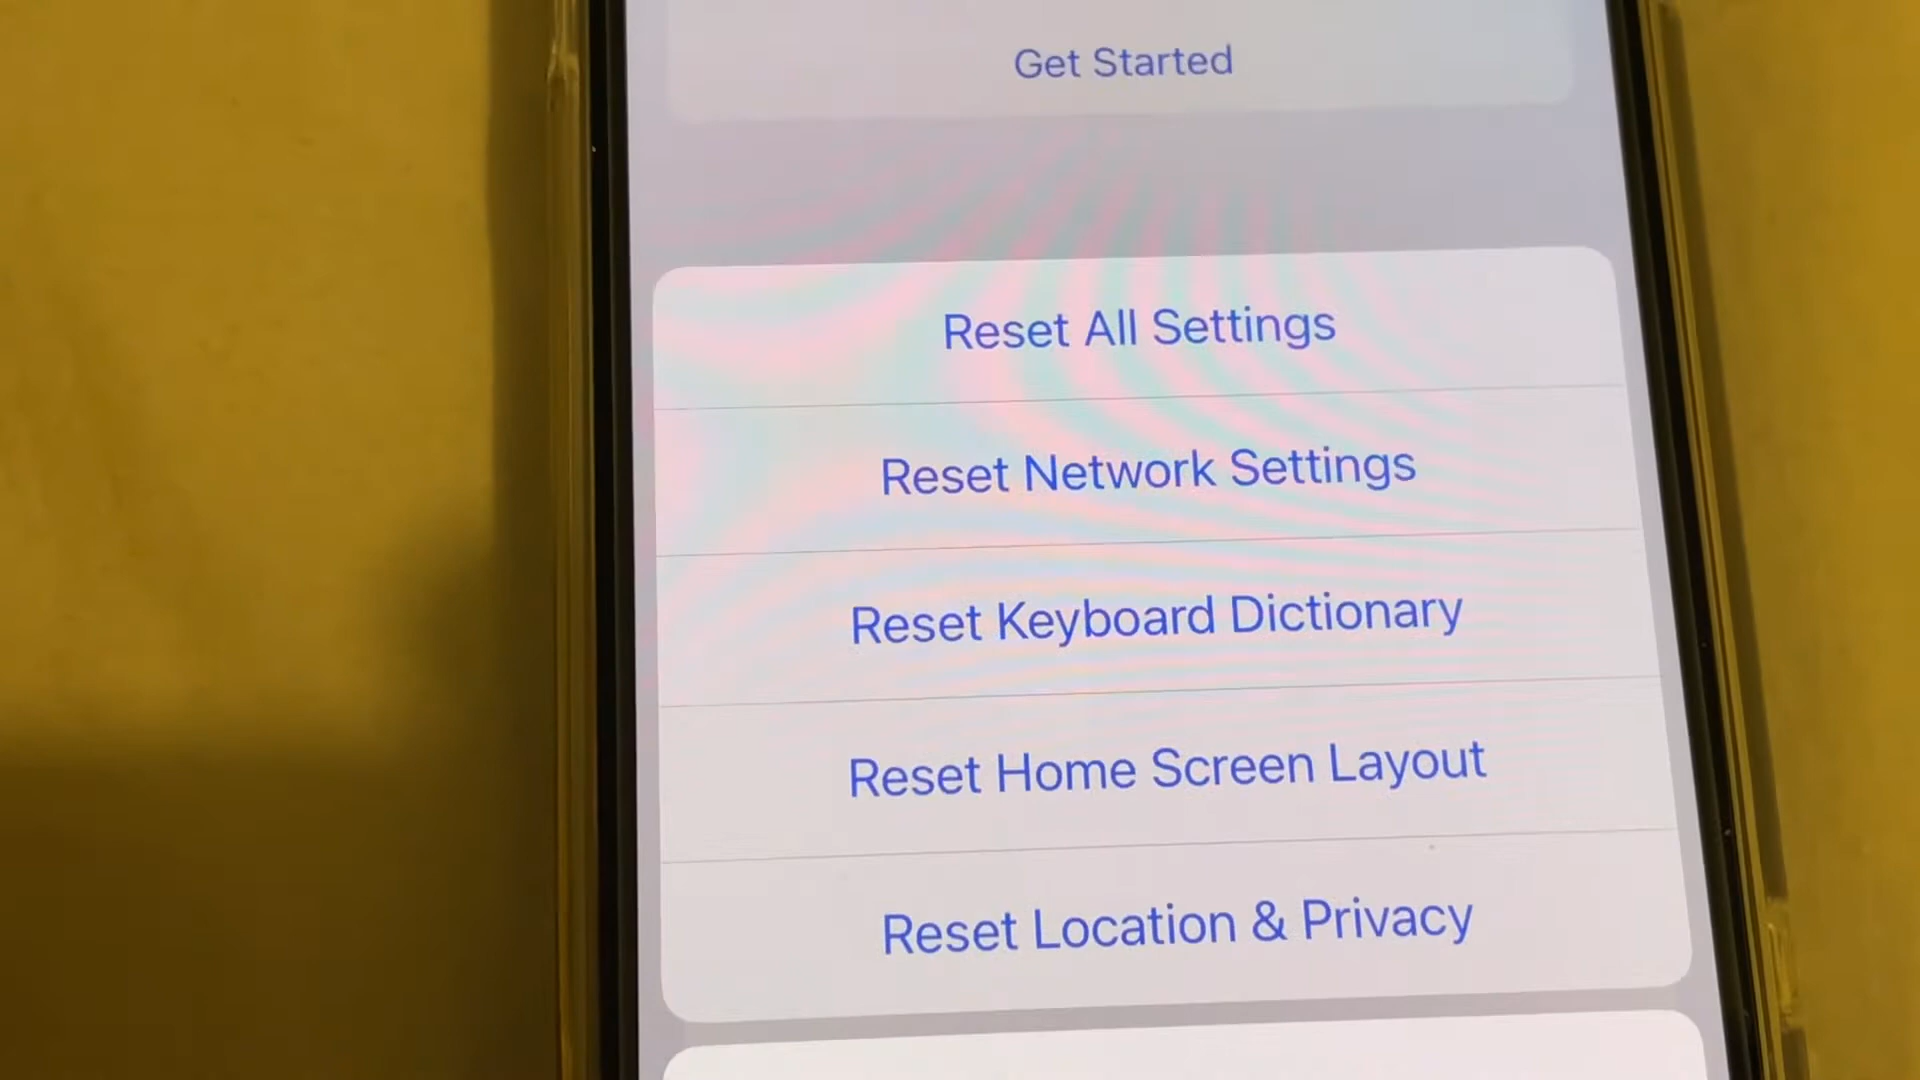 Get Started
Reset All Settings
Reset Network Settings
Reset Keyboard Dictionary
Reset Home Screen Layout
Reset Location & Privacy